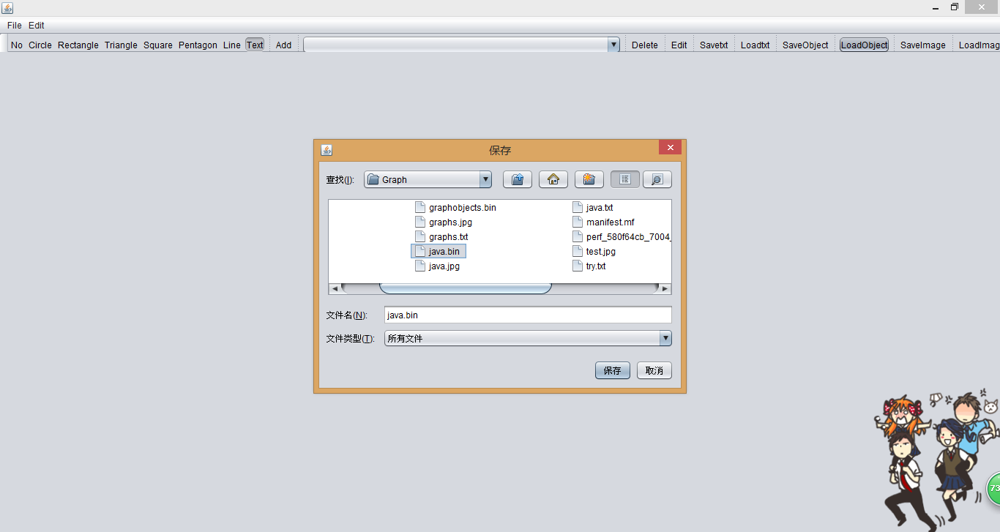 File Edit
No Circle Rectangle Triangle Square Pentagon Line Text Add Delete Edit Savetxt Loadtxt SaveObject LoadObject SaveImage LoadImag
保存
查找(I): Graph
graphobjects.bin java.txt
graphs.jpg manifest.mf
graphs.txt perf_580f64cb_7004_
java.bin test.jpg
java.jpg try.txt
文件名(N): java.bin
文件类型(T): 所有文件
保存 取消
73